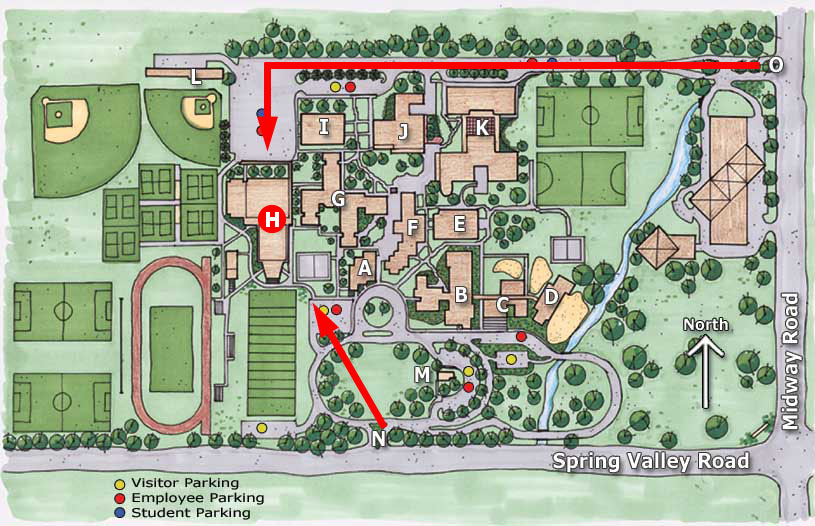 O
L
I
J
K
G
H
F
E
A
B
C
D
North
M
N
Midway Road
Spring Valley Road
Visitor Parking
Employee Parking
Student Parking